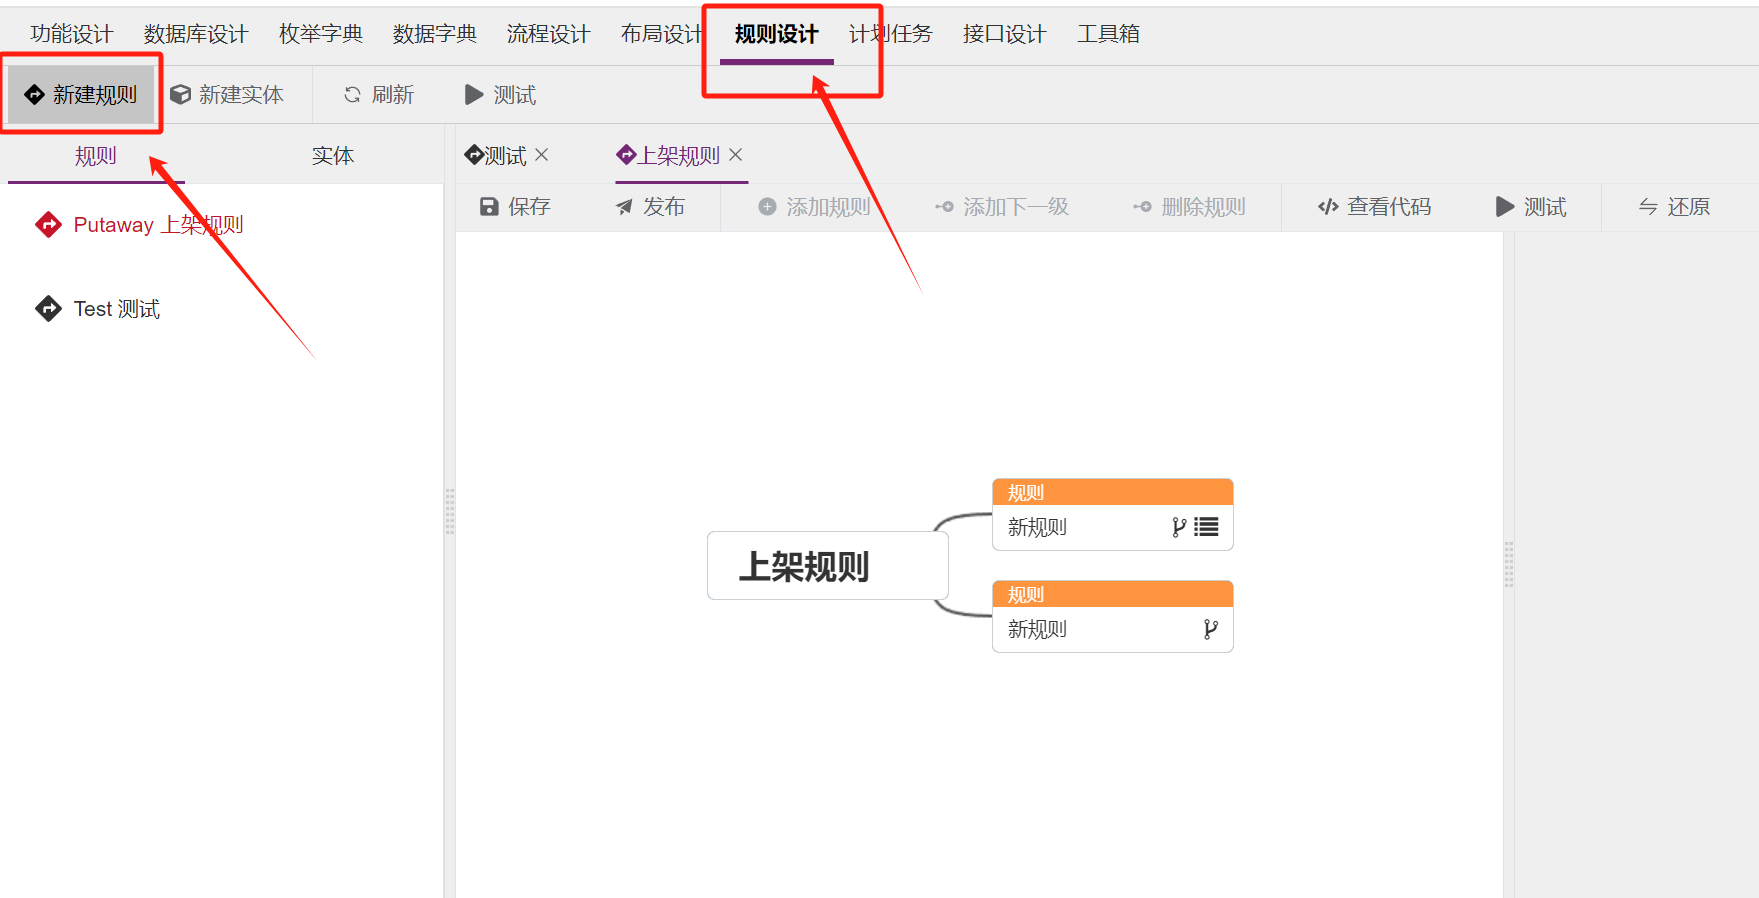 功能设计 数据库设计 枚举字典 数据字典 流程设计 布局设计 规则设计 计划任务 接口设计 工具箱
新建规则 新建实体 刷新 测试
规则 实体
Putaway 上架规则
Test 测试
测试 上架规则
保存 发布 添加规则 添加下一级 删除规则 查看代码 测试 还原
上架规则
规则
新规则
规则
新规则